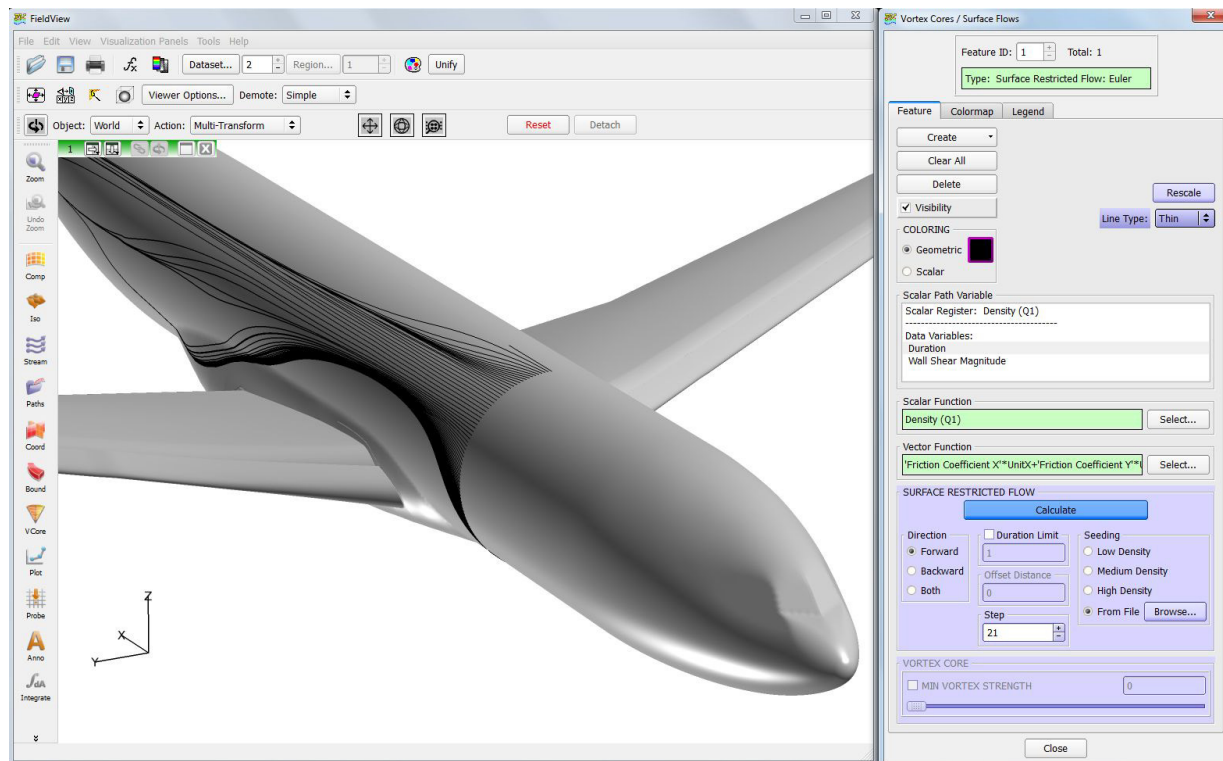 FieldView
File Edit View Visualization Panels Tools Help
Dataset... 2 Region... 1 Unify
Viewer Options... Demote: Simple
Object: World Action: Multi-Transform Reset Detach
1
Zoom
Undo
Zoom
Comp
Iso
Stream
Paths
Coord
Bound
VCore
Plot
Probe
Anno
Integrate
Z
X
Y
Vortex Cores / Surface Flows
Feature ID: 1 Total: 1
Type: Surface Restricted Flow: Euler
Feature Colormap Legend
Create
Clear All
Delete
Rescale
Visibility
Line Type: Thin
COLORING
Geometric
Scalar
Scalar Path Variable
Scalar Register: Density (Q1)
----------------------------------------
Data Variables:
Duration
Wall Shear Magnitude
Scalar Function
Density (Q1) Select...
Vector Function
'Friction Coefficient X'*UnitX+'Friction Coefficient Y'* Select...
SURFACE RESTRICTED FLOW
Calculate
Direction Duration Limit Seeding
Forward 1 Low Density
Backward Offset Distance Medium Density
Both 0 High Density
Step From File Browse...
21
VORTEX CORE
MIN VORTEX STRENGTH 0
Close